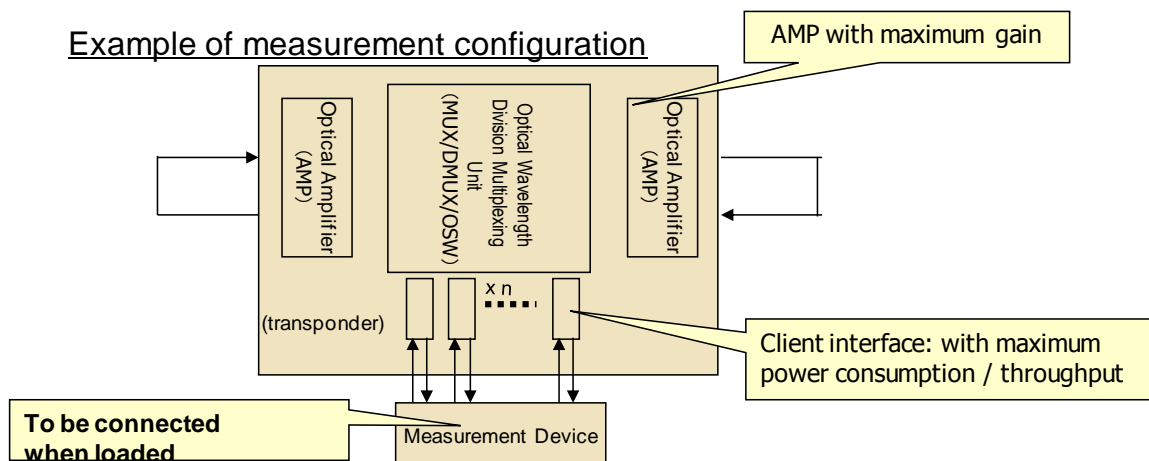 Example of measurement configuration
AMP with maximum gain
Optical Amplifier
(AMP)
Optical Wavelength
Division Multiplexing
Unit
(MUX/DMUX/OSW)
Optical Amplifier
(AMP)
x n
(transponder)
Client interface: with maximum
power consumption / throughput
To be connected
when loaded
Measurement Device